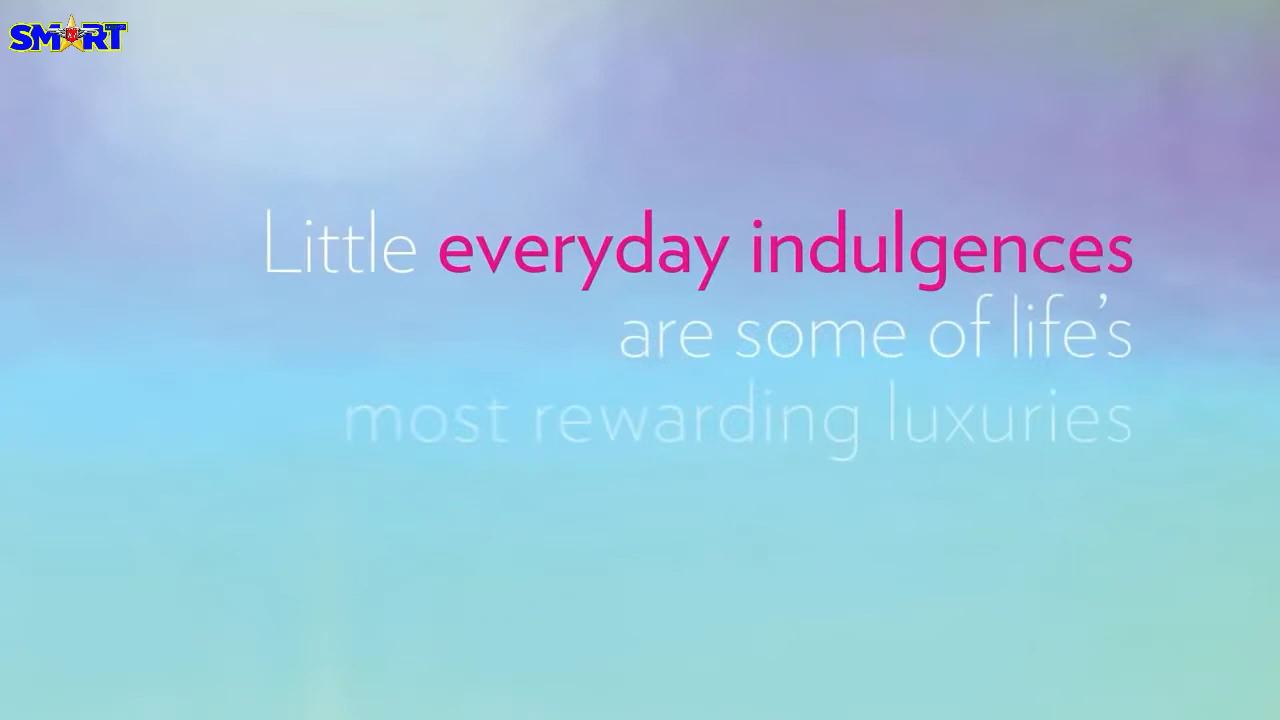 SMART
Little everyday indulgences
are some of life's
most rewarding luxuries